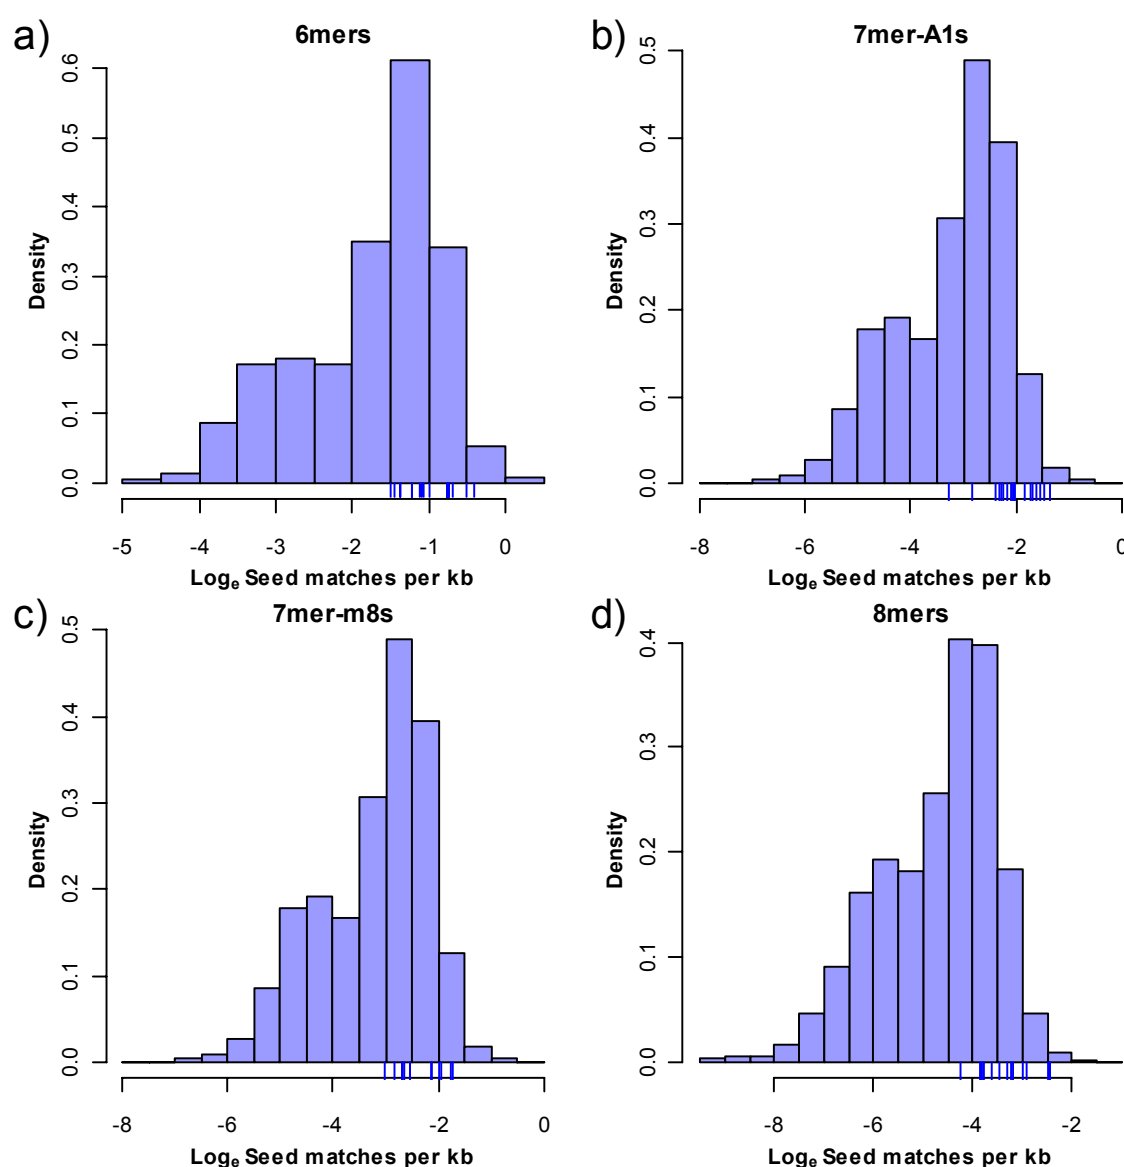 a)
6mers
0.0 0.1 0.2 0.3 0.4 0.5 0.6
Density
-5 -4 -3 -2 -1 0
Logₑ Seed matches per kb
b)
7mer-A1s
0.0 0.1 0.2 0.3 0.4 0.5
Density
-8 -6 -4 -2 0
Logₑ Seed matches per kb
c)
7mer-m8s
0.0 0.1 0.2 0.3 0.4 0.5
Density
-8 -6 -4 -2 0
Logₑ Seed matches per kb
d)
8mers
0.0 0.1 0.2 0.3 0.4
Density
-8 -6 -4 -2
Logₑ Seed matches per kb